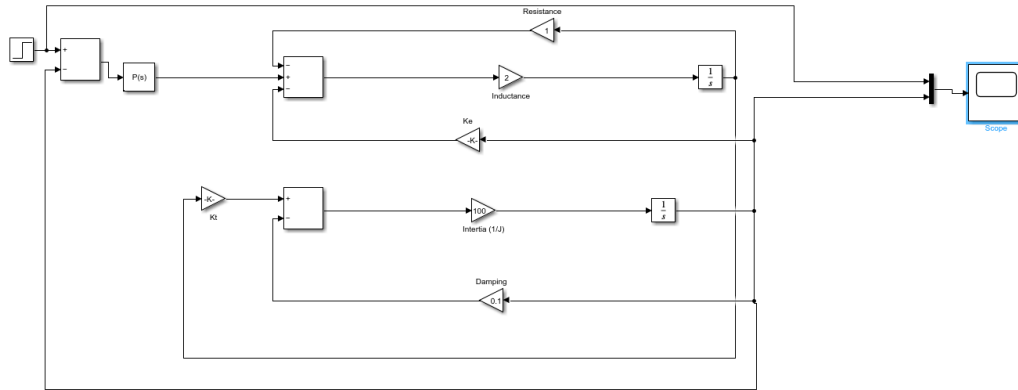 Resistance
1
+
−
P(s)
−
+
−
2
Inductance
1
s
Ke
-K-
Scope
-K-
Kt
+
−
100
Intertia (1/J)
1
s
Damping
0.1